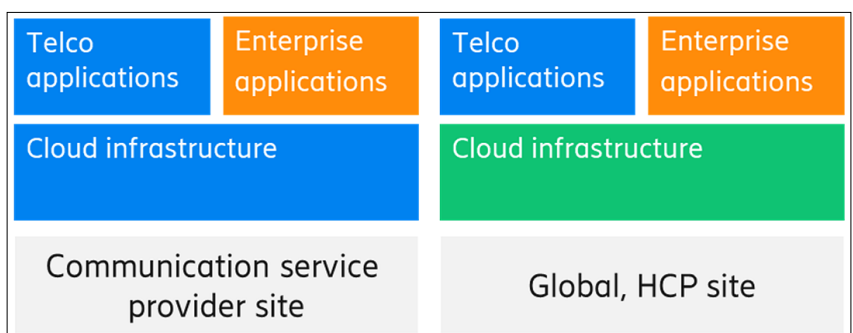 Telco
applications
Enterprise
applications
Telco
applications
Enterprise
applications
Cloud infrastructure
Cloud infrastructure
Communication service
provider site
Global, HCP site